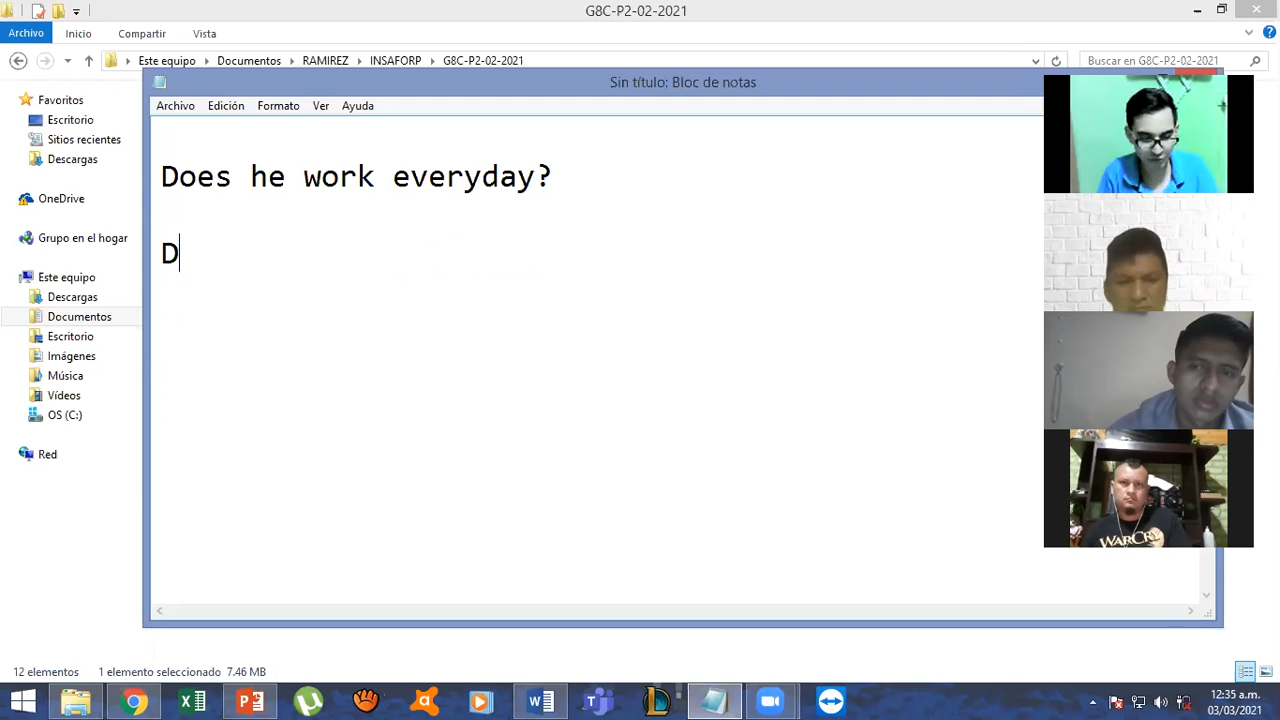 G8C-P2-02-2021
Archivo Inicio Compartir Vista
Este equipo Documentos RAMIREZ INSAFORP G8C-P2-02-2021
Buscar en G8C-P2-02-2021
Sin título: Bloc de notas
Archivo Edición Formato Ver Ayuda
Favoritos
Escritorio
Sitios recientes
Descargas
OneDrive
Grupo en el hogar
Este equipo
Descargas
Documentos
Escritorio
Imágenes
Música
Vídeos
OS (C:)
Red
Does he work everyday?
D
WARCRY
12 elementos 1 elemento seleccionado 7.46 MB
12:35 a.m.
03/03/2021